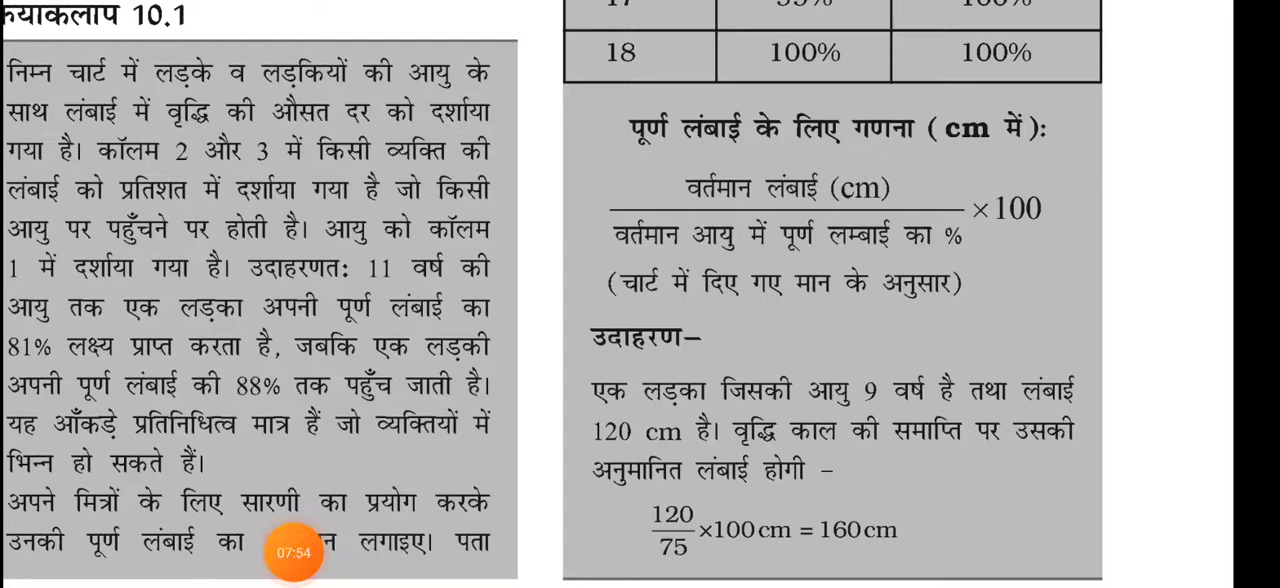 क्रियाकलाप 10.1
निम्न चार्ट में लड़के व लड़कियों की आयु के
साथ लंबाई में वृद्धि की औसत दर को दर्शाया
गया है। कॉलम 2 और 3 में किसी व्यक्ति की
लंबाई को प्रतिशत में दर्शाया गया है जो किसी
आयु पर पहुँचने पर होती है। आयु को कॉलम
1 में दर्शाया गया है। उदाहरणतः 11 वर्ष की
आयु तक एक लड़का अपनी पूर्ण लंबाई का
81% लक्ष्य प्राप्त करता है, जबकि एक लड़की
अपनी पूर्ण लंबाई की 88% तक पहुँच जाती है।
यह आँकड़े प्रतिनिधित्व मात्र हैं जो व्यक्तियों में
भिन्न हो सकते हैं।
अपने मित्रों के लिए सारणी का प्रयोग करके
उनकी पूर्ण लंबाई का लगाइए। पता
07:54
18 100% 100%
पूर्ण लंबाई के लिए गणना (cm में):
वर्तमान लंबाई (cm)
वर्तमान आयु में पूर्ण लम्बाई का %
×100
(चार्ट में दिए गए मान के अनुसार)
उदाहरण–
एक लड़का जिसकी आयु 9 वर्ष है तथा लंबाई
120 cm है। वृद्धि काल की समाप्ति पर उसकी
अनुमानित लंबाई होगी –
120
75
×100 cm = 160 cm